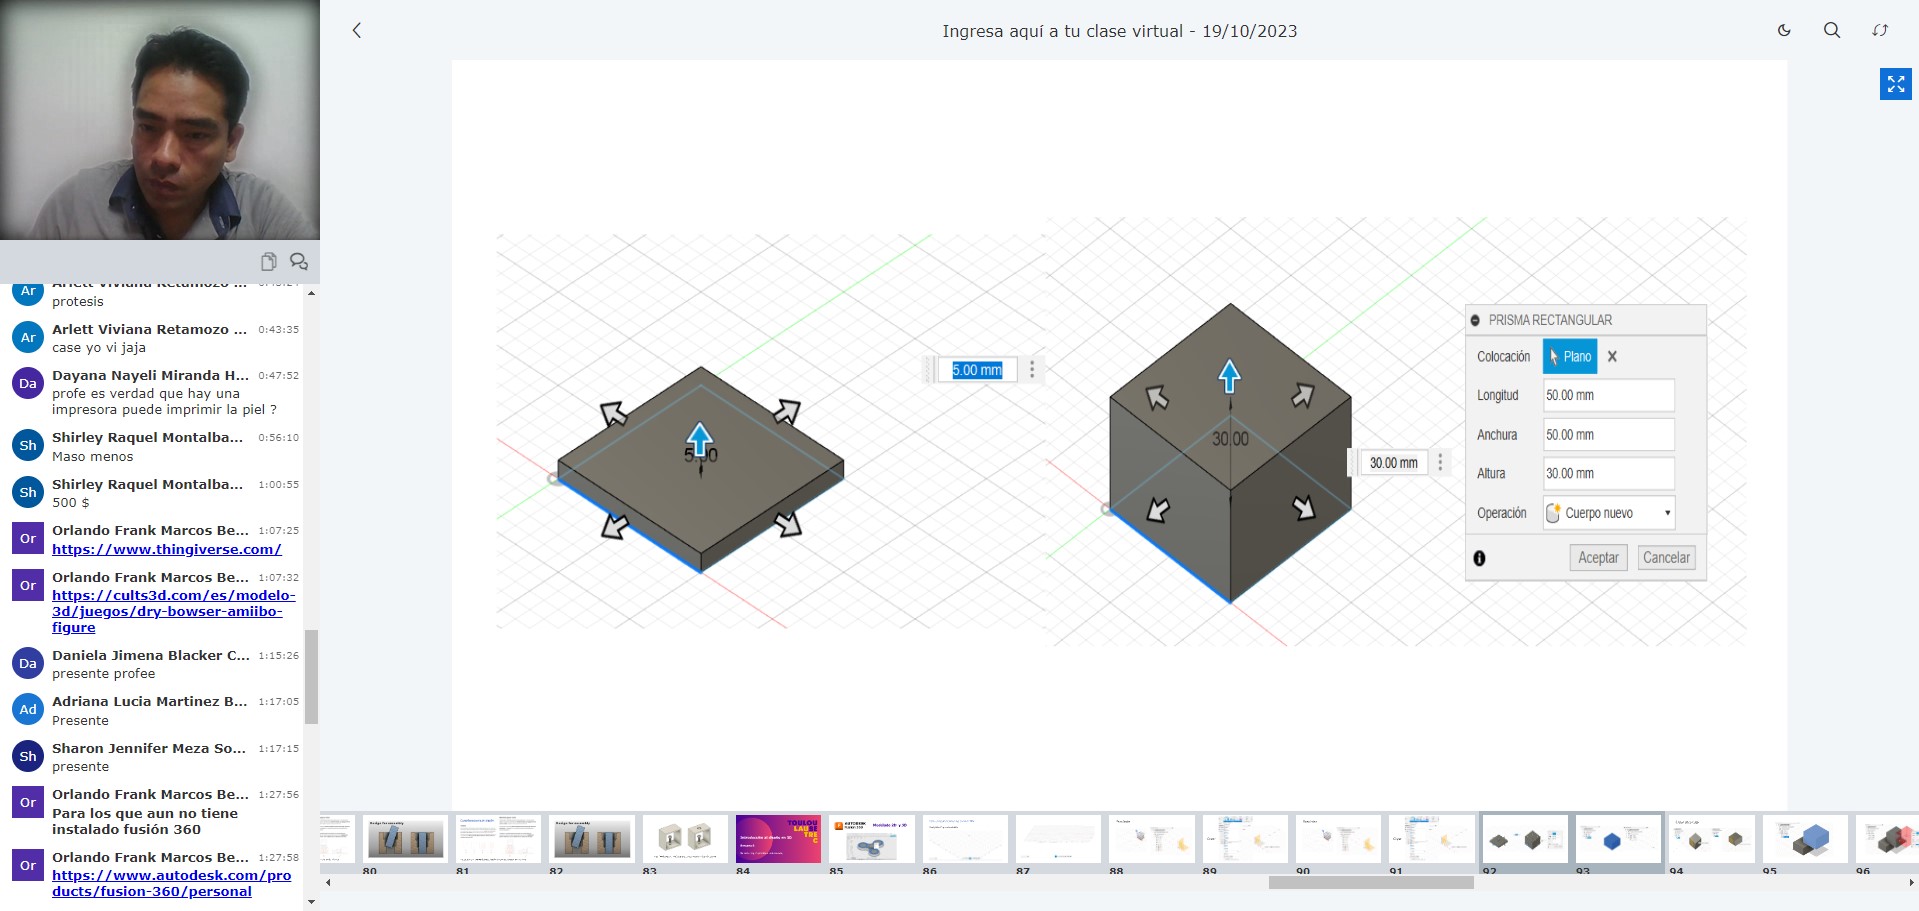 Ingresa aquí a tu clase virtual - 19/10/2023
protesis
Ar
Arlett Viviana Retamozo ... 0:43:35
case yo vi jaja
Da
Dayana Nayeli Miranda H... 0:47:52
profe es verdad que hay una
impresora puede imprimir la piel ?
Sh
Shirley Raquel Montalba... 0:56:10
Maso menos
Sh
Shirley Raquel Montalba... 1:00:55
500 $
Or
Orlando Frank Marcos Be... 1:07:25
https://www.thingiverse.com/
Or
Orlando Frank Marcos Be... 1:07:32
https://cults3d.com/es/modelo-
3d/juegos/dry-bowser-amiibo-
figure
Da
Daniela Jimena Blacker C... 1:15:26
presente profee
Ad
Adriana Lucia Martinez B... 1:17:05
Presente
Sh
Sharon Jennifer Meza So... 1:17:15
presente
Or
Orlando Frank Marcos Be... 1:27:56
Para los que aun no tiene
instalado fusión 360
Or
Orlando Frank Marcos Be... 1:27:58
https://www.autodesk.com/pro
ducts/fusion-360/personal
5.00 mm
30.00
30.00 mm
PRISMA RECTANGULAR
Colocación Plano
Longitud 50.00 mm
Anchura 50.00 mm
Altura 30.00 mm
Operación Cuerpo nuevo
Aceptar Cancelar
80 81 82 83 84 85 86 87 88 89 90 91 92 93 94 95 96